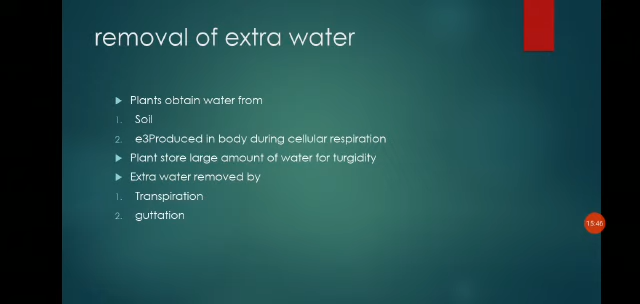 removal of extra water
Plants obtain water from
1. Soil
2. e3Produced in body during cellular respiration
Plant store large amount of water for turgidity
Extra water removed by
1. Transpiration
2. guttation
15:46